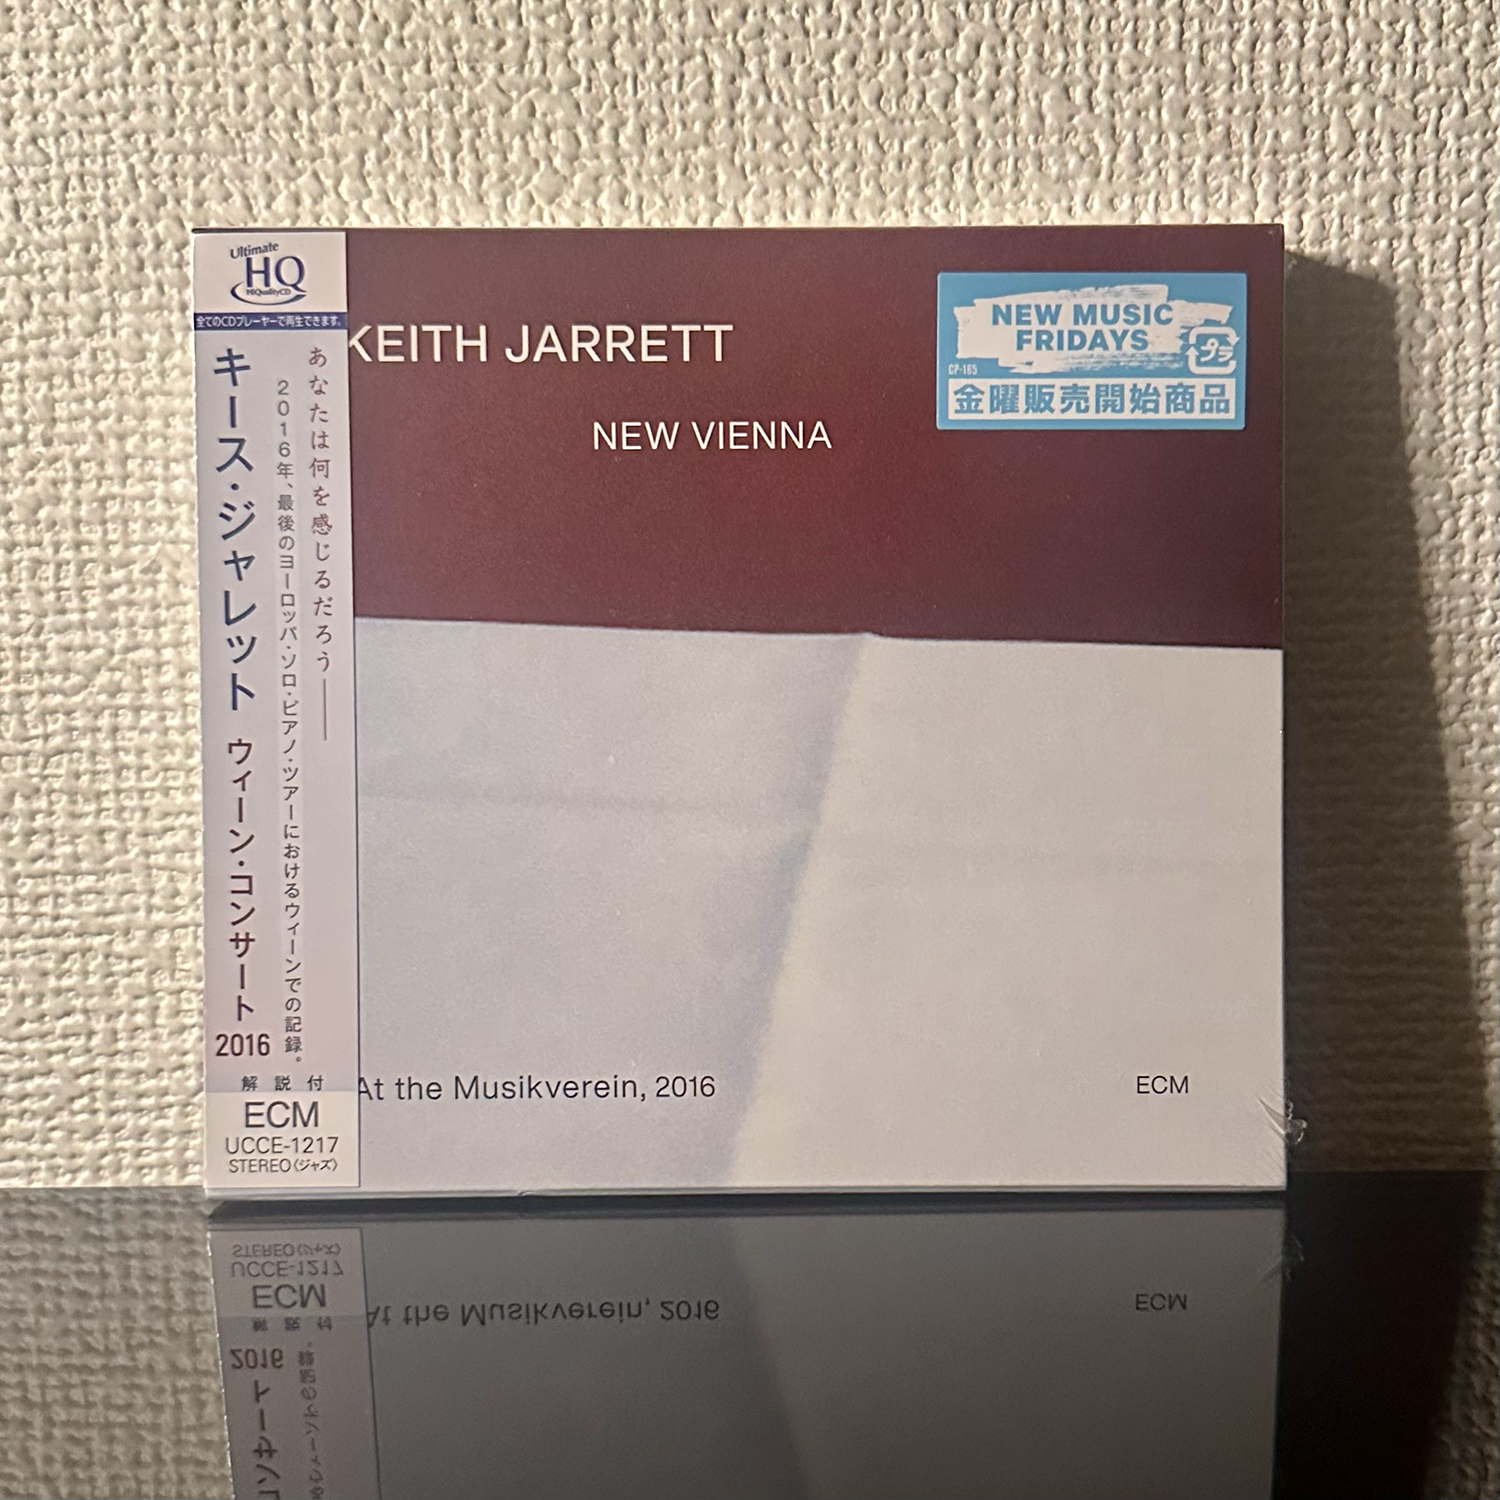 Ultimate
HQ
HiQualityCD
全てのCDプレーヤーで再生できます。
あなたは何を感じるだろう――
2016年、最後のヨーロッパ・ソロ・ピアノ・ツアーにおけるウィーンでの記録。
キース・ジャレット ウィーン・コンサート 2016
解説付
ECM
UCCE-1217
STEREO〈ジャズ〉
KEITH JARRETT
NEW VIENNA
NEW MUSIC
FRIDAYS
プラ
CP-165
金曜販売開始商品
At the Musikverein, 2016
ECM